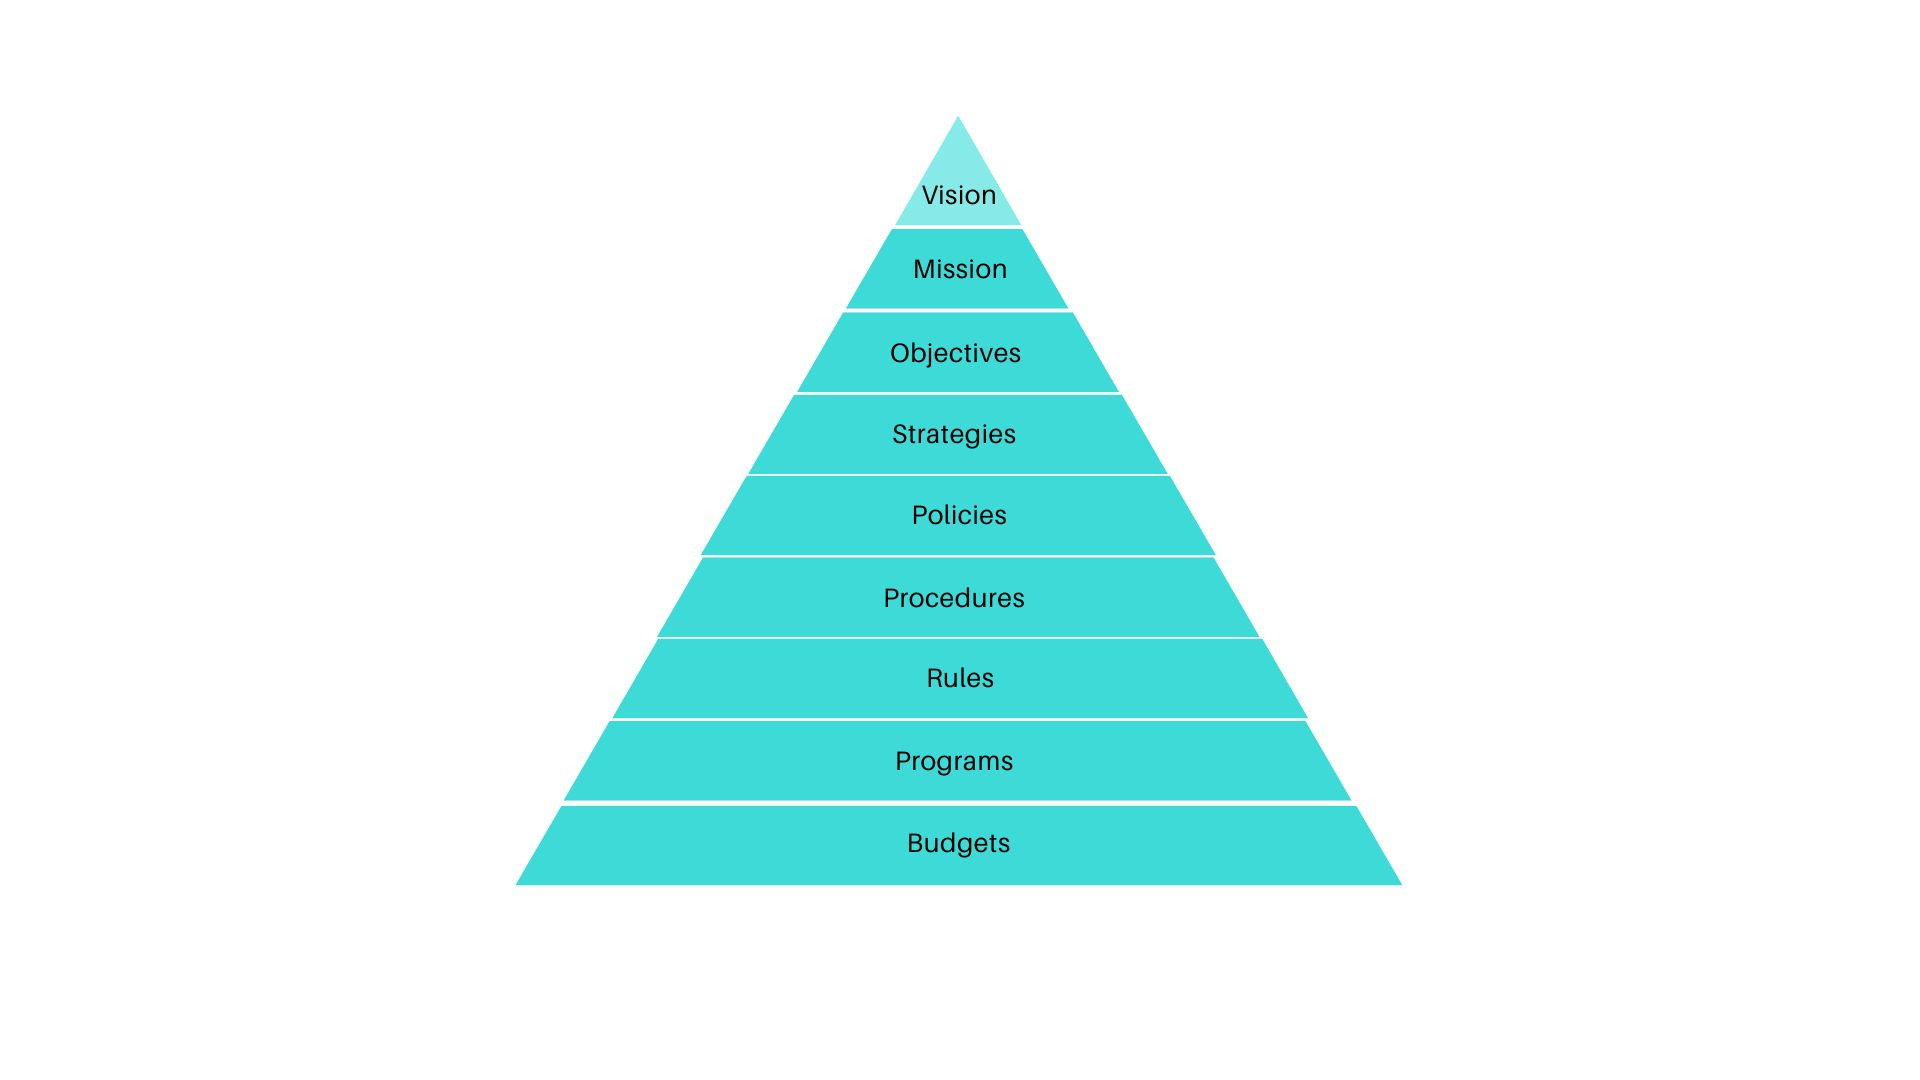 Vision
Mission
Objectives
Strategies
Policies
Procedures
Rules
Programs
Budgets